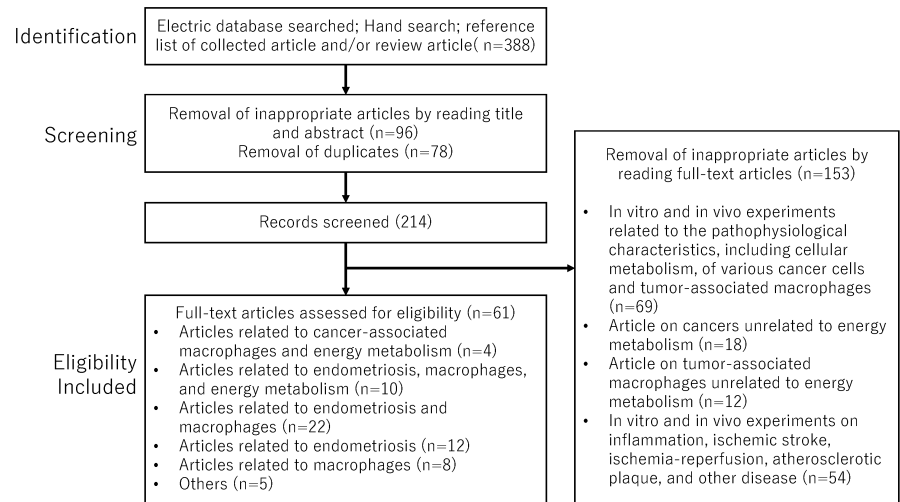 Identification
Electric database searched; Hand search; reference
list of collected article and/or review article( n=388)
Screening
Removal of inappropriate articles by reading title
and abstract (n=96)
Removal of duplicates (n=78)
Records screened (214)
Removal of inappropriate articles by
reading full-text articles (n=153)
• In vitro and in vivo experiments
related to the pathophysiological
characteristics, including cellular
metabolism, of various cancer cells
and tumor-associated macrophages
(n=69)
• Article on cancers unrelated to energy
metabolism (n=18)
• Article on tumor-associated
macrophages unrelated to energy
metabolism (n=12)
• In vitro and in vivo experiments on
inflammation, ischemic stroke,
ischemia-reperfusion, atherosclerotic
plaque, and other disease (n=54)
Eligibility
Included
Full-text articles assessed for eligibility (n=61)
• Articles related to cancer-associated
macrophages and energy metabolism (n=4)
• Articles related to endometriosis, macrophages,
and energy metabolism (n=10)
• Articles related to endometriosis and
macrophages (n=22)
• Articles related to endometriosis (n=12)
• Articles related to macrophages (n=8)
• Others (n=5)